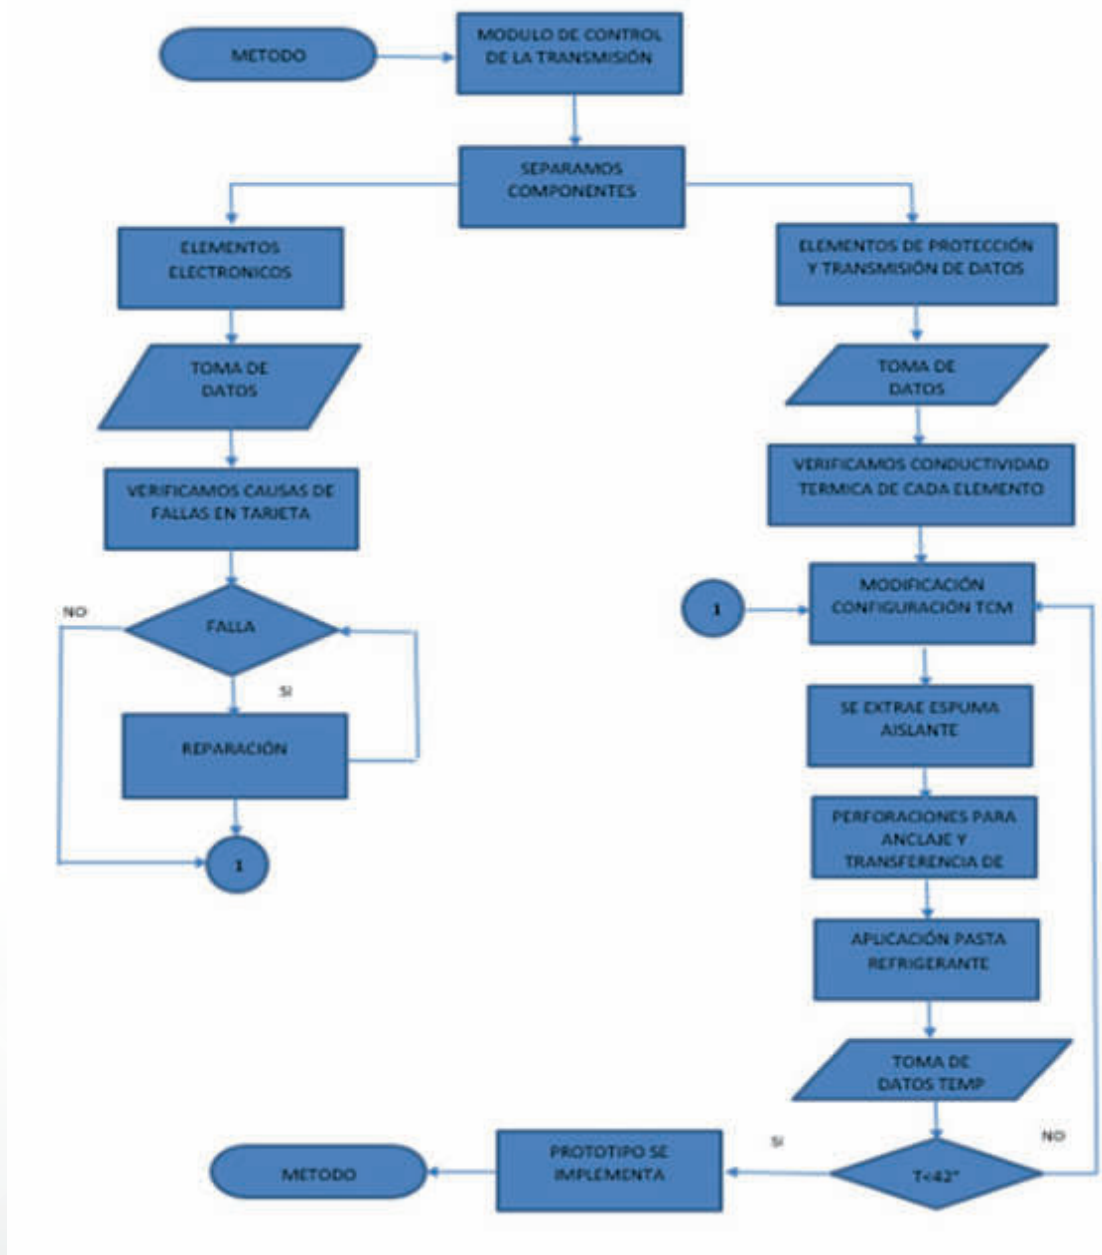 METODO
MODULO DE CONTROL
DE LA TRANSMISIÓN
SEPARAMOS
COMPONENTES
ELEMENTOS
ELECTRONICOS
TOMA DE
DATOS
VERIFICAMOS CAUSAS DE
FALLAS EN TARJETA
NO
FALLA
SI
REPARACIÓN
1
ELEMENTOS DE PROTECCIÓN
Y TRANSMISIÓN DE DATOS
TOMA DE
DATOS
VERIFICAMOS CONDUCTIVIDAD
TERMICA DE CADA ELEMENTO
1
MODIFICACIÓN
CONFIGURACIÓN TCM
SE EXTRAE ESPUMA
AISLANTE
PERFORACIONES PARA
ANCLAJE Y
TRANSFERENCIA DE
APLICACIÓN PASTA
REFRIGERANTE
TOMA DE
DATOS TEMP
T<42°
NO
SI
PROTOTIPO SE
IMPLEMENTA
METODO